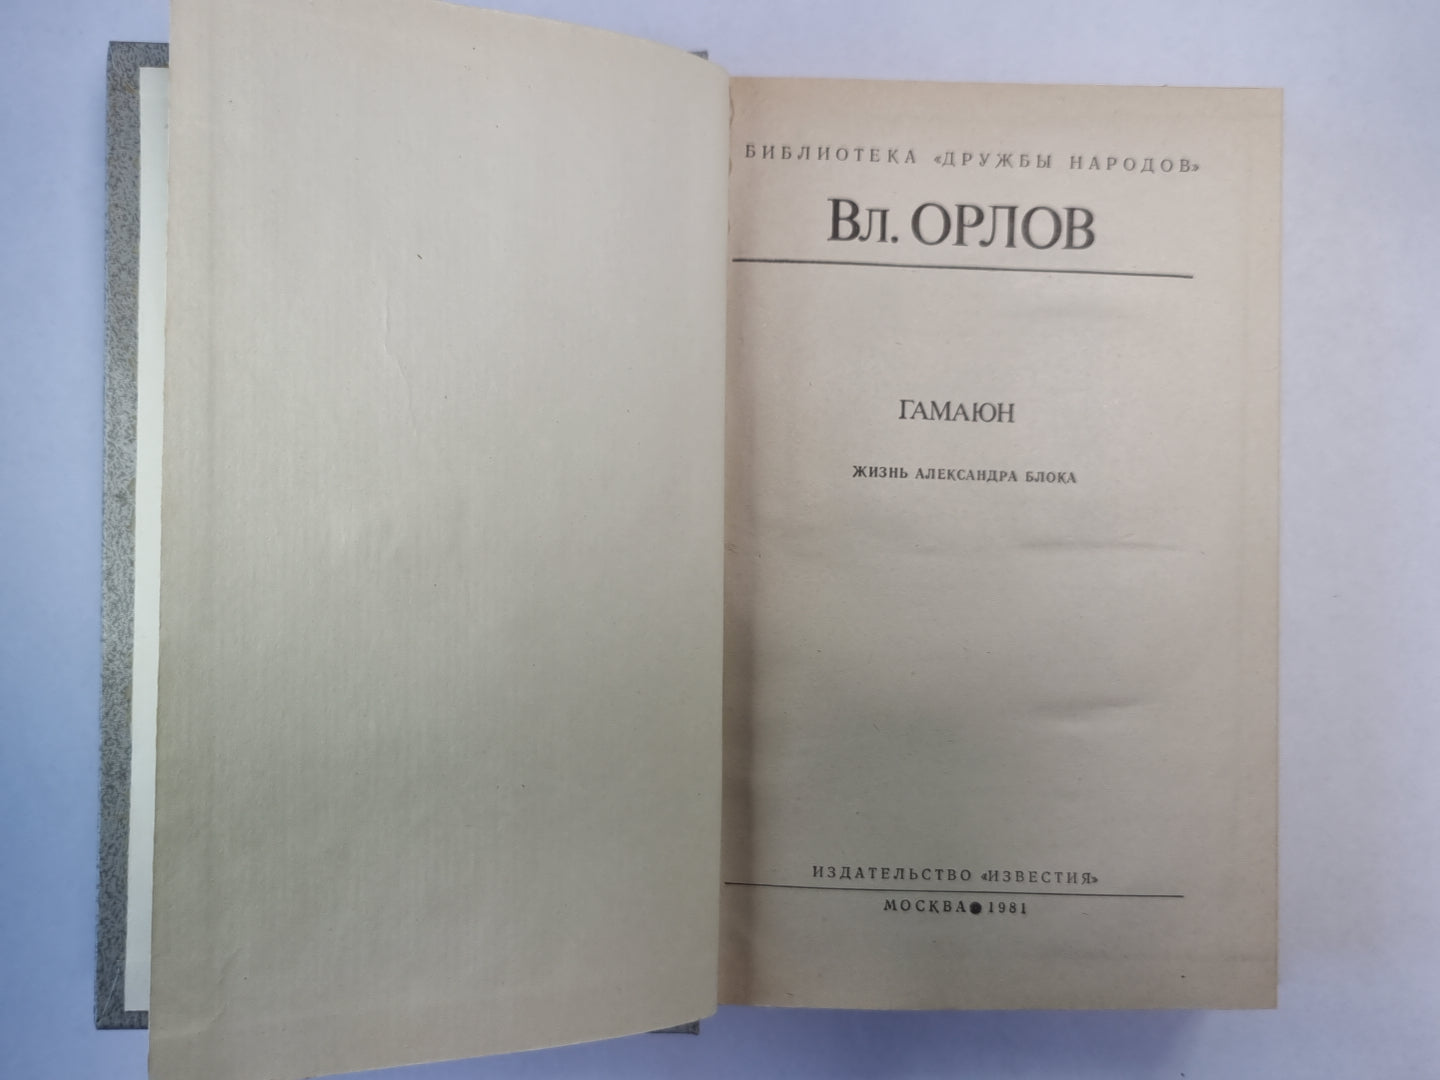 БИБЛИОТЕКА «ДРУЖБЫ НАРОДОВ»
Вл. ОРЛОВ
ГАМАЮН
ЖИЗНЬ АЛЕКСАНДРА БЛОКА
ИЗДАТЕЛЬСТВО «ИЗВЕСТИЯ»
МОСКВА ● 1981